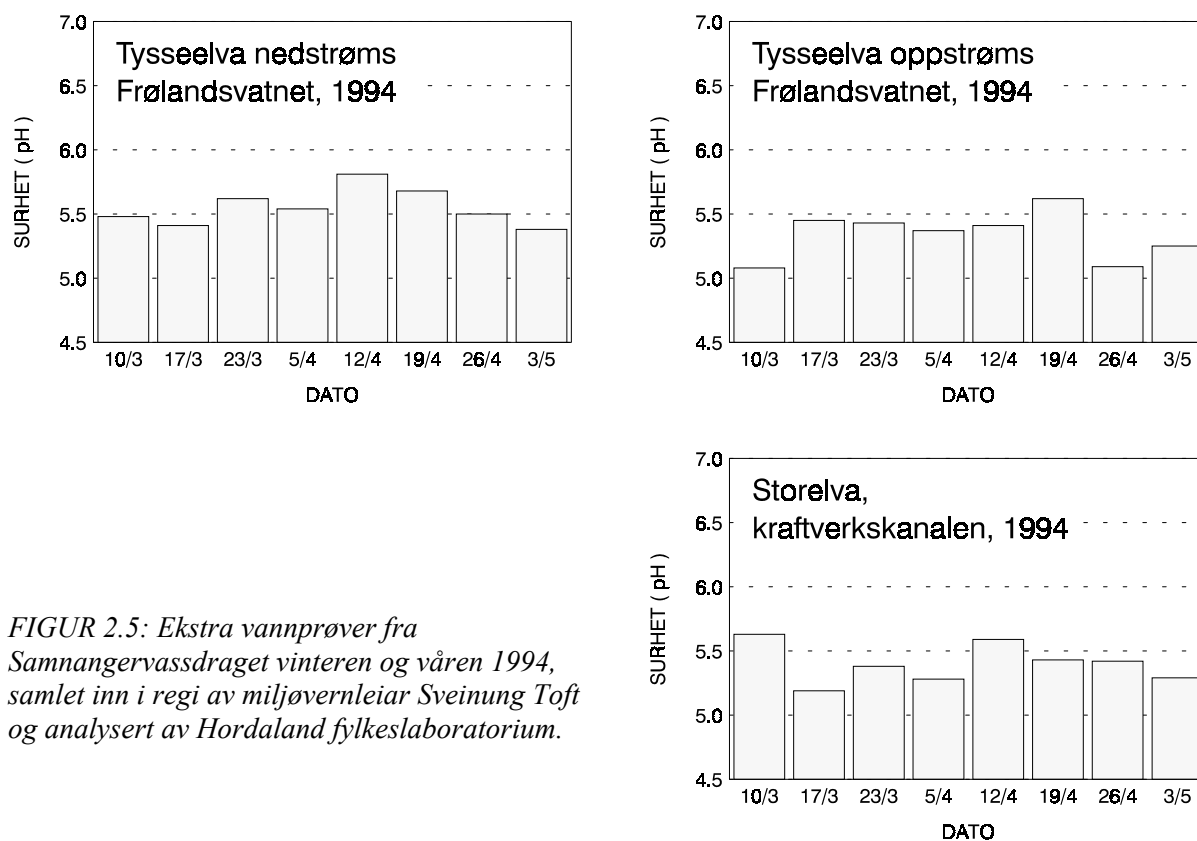 Tysseelva nedstrøms
Frølandsvatnet, 1994
SURHET ( pH )
7.0
6.5
6.0
5.5
5.0
4.5
10/3 17/3 23/3 5/4 12/4 19/4 26/4 3/5
DATO
Tysseelva oppstrøms
Frølandsvatnet, 1994
SURHET ( pH )
7.0
6.5
6.0
5.5
5.0
4.5
10/3 17/3 23/3 5/4 12/4 19/4 26/4 3/5
DATO
Storelva,
kraftverkskanalen, 1994
SURHET ( pH )
7.0
6.5
6.0
5.5
5.0
4.5
10/3 17/3 23/3 5/4 12/4 19/4 26/4 3/5
DATO
FIGUR 2.5: Ekstra vannprøver fra
Samnangervassdraget vinteren og våren 1994,
samlet inn i regi av miljøvernleiar Sveinung Toft
og analysert av Hordaland fylkeslaboratorium.